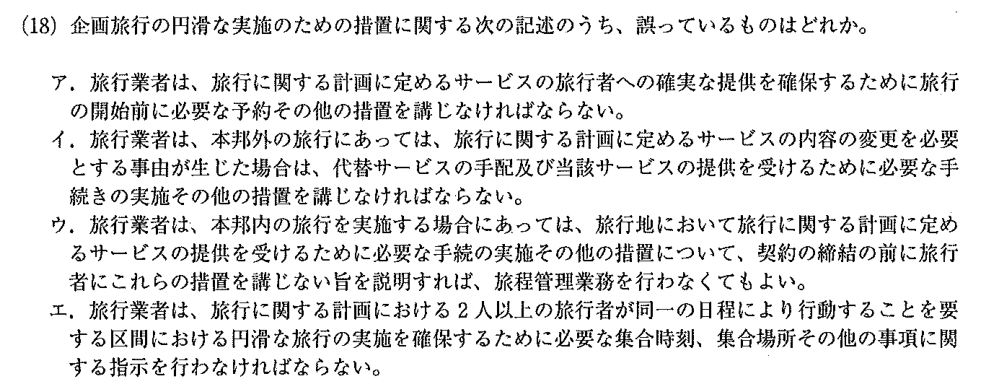 (18) 企画旅行の円滑な実施のための措置に関する次の記述のうち、誤っているものはどれか。
ア．旅行業者は、旅行に関する計画に定めるサービスの旅行者への確実な提供を確保するために旅行
の開始前に必要な予約その他の措置を講じなければならない。
イ．旅行業者は、本邦外の旅行にあっては、旅行に関する計画に定めるサービスの内容の変更を必要
とする事由が生じた場合は、代替サービスの手配及び当該サービスの提供を受けるために必要な手
続きの実施その他の措置を講じなければならない。
ウ．旅行業者は、本邦内の旅行を実施する場合にあっては、旅行地において旅行に関する計画に定め
るサービスの提供を受けるために必要な手続の実施その他の措置について、契約の締結の前に旅行
者にこれらの措置を講じない旨を説明すれば、旅程管理業務を行わなくてもよい。
エ．旅行業者は、旅行に関する計画における２人以上の旅行者が同一の日程により行動することを要
する区間における円滑な旅行の実施を確保するために必要な集合時刻、集合場所その他の事項に関
する指示を行わなければならない。